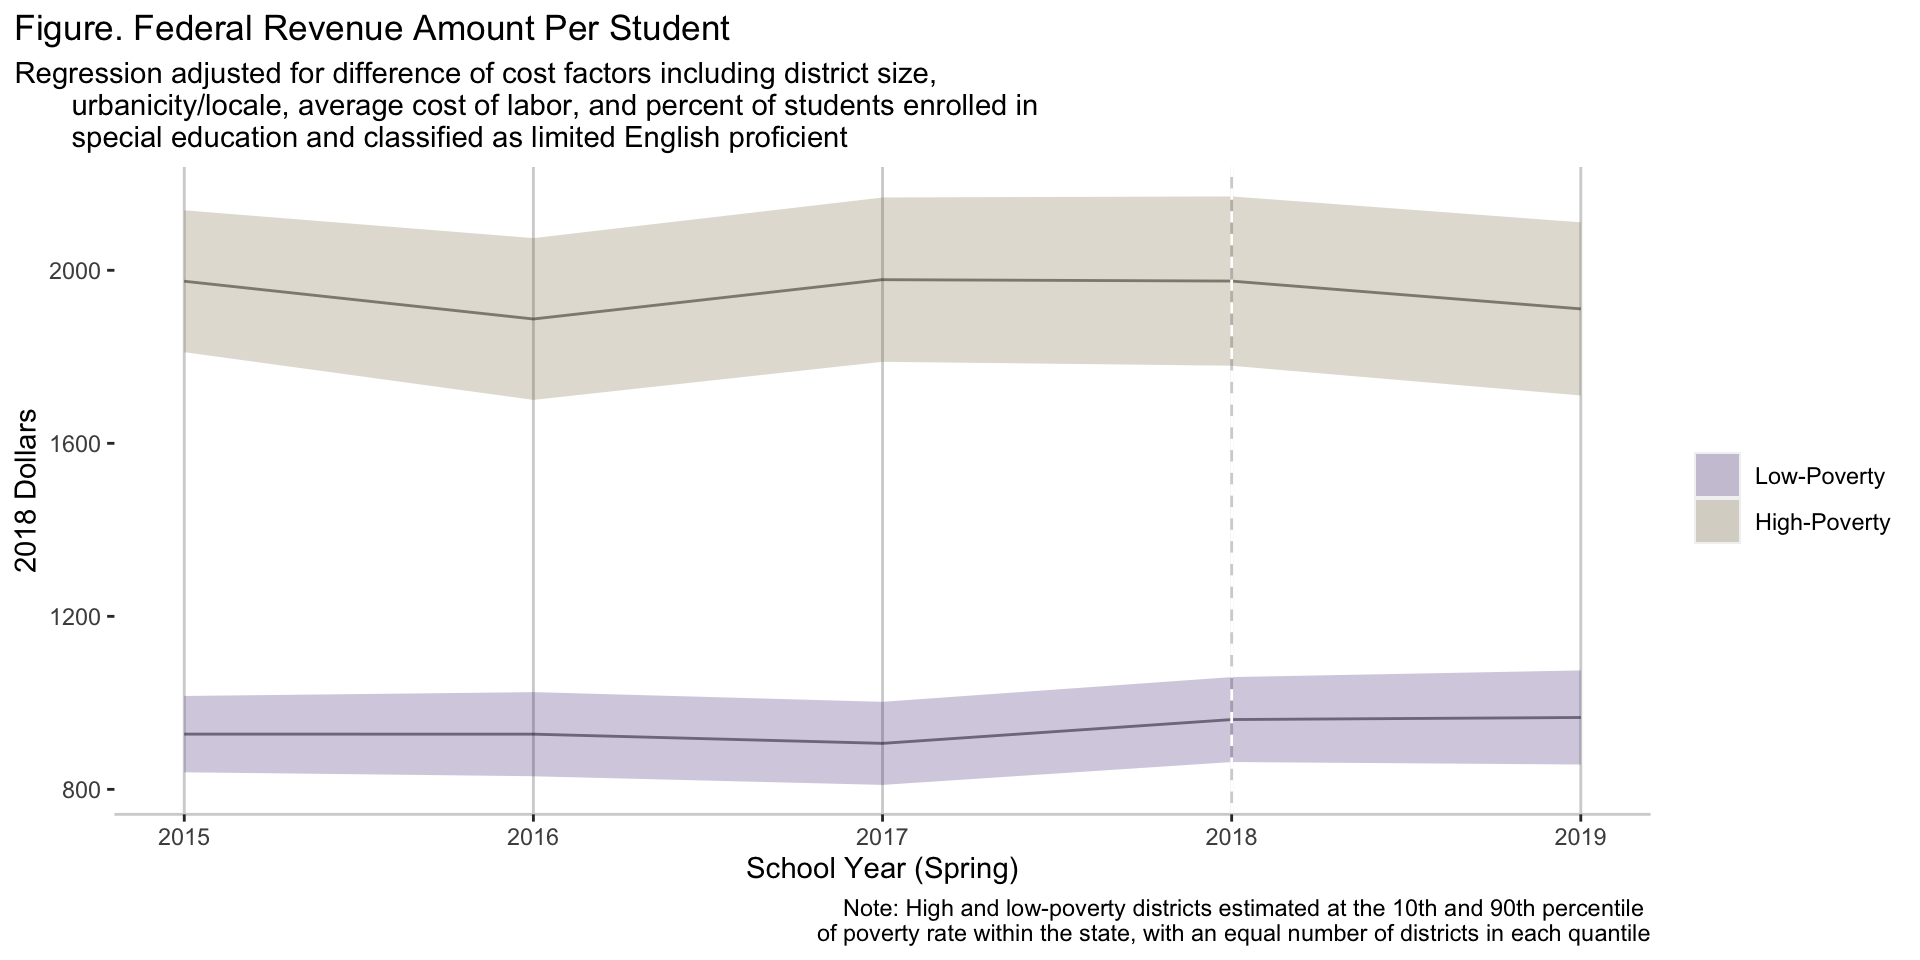 Figure. Federal Revenue Amount Per Student
Regression adjusted for difference of cost factors including district size,
urbanicity/locale, average cost of labor, and percent of students enrolled in
special education and classified as limited English proficient
2018 Dollars
2000
1600
1200
800
2015 2016 2017 2018 2019
School Year (Spring)
Low-Poverty
High-Poverty
Note: High and low-poverty districts estimated at the 10th and 90th percentile
of poverty rate within the state, with an equal number of districts in each quantile